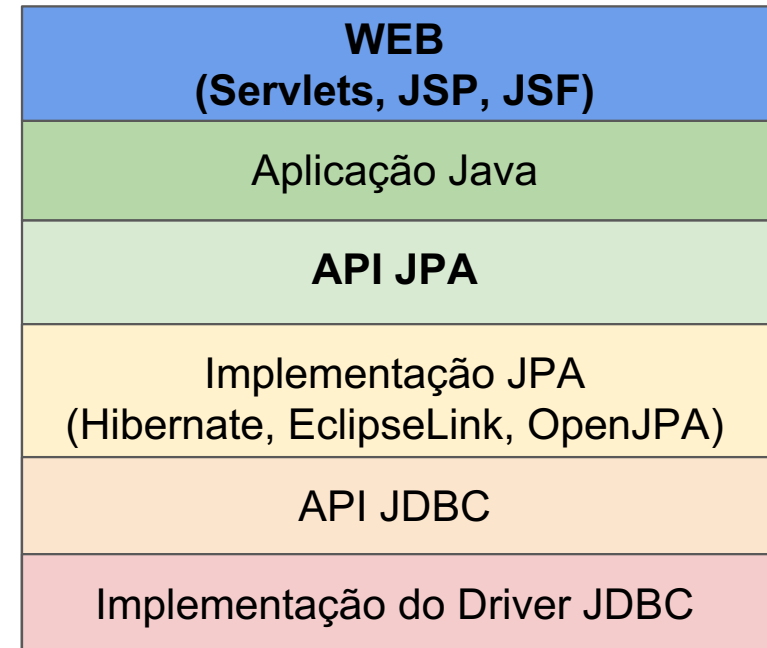 WEB
(Servlets, JSP, JSF)
Aplicação Java
API JPA
Implementação JPA
(Hibernate, EclipseLink, OpenJPA)
API JDBC
Implementação do Driver JDBC